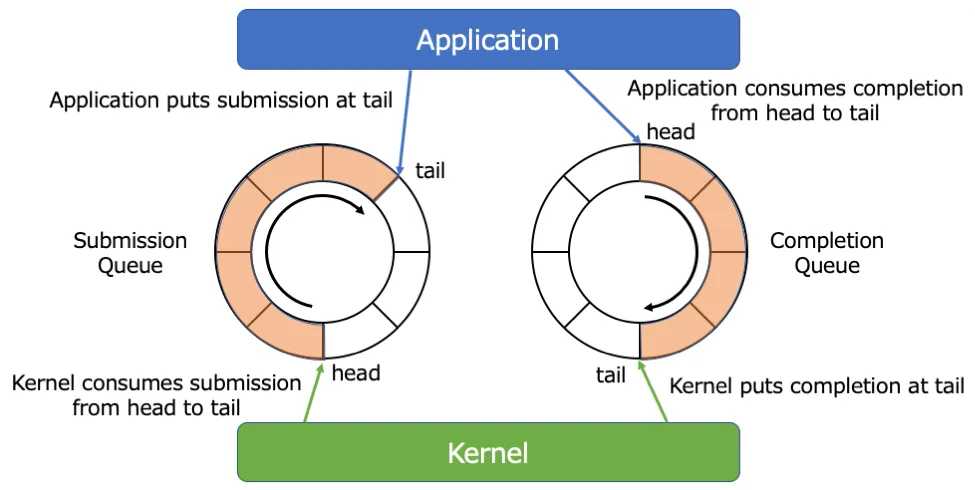 Application
Application puts submission at tail
Application consumes completion
from head to tail
head
tail
Submission
Queue
Completion
Queue
head
tail
Kernel consumes submission
from head to tail
Kernel puts completion at tail
Kernel